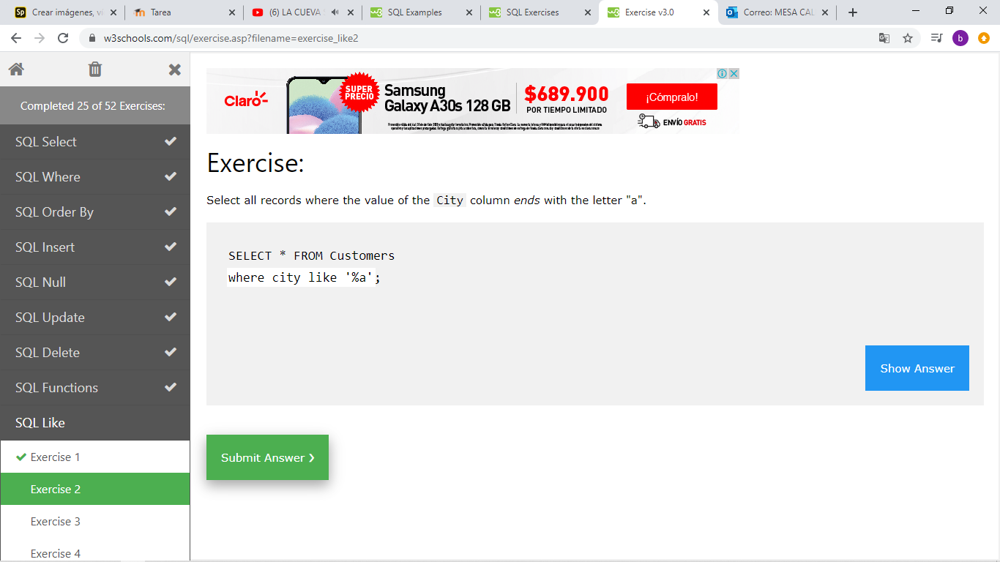 Crear imágenes, ví
Tarea
(6) LA CUEVA
SQL Examples
SQL Exercises
Exercise v3.0
Correo: MESA CAL
w3schools.com/sql/exercise.asp?filename=exercise_like2
b
Completed 25 of 52 Exercises:
SQL Select
SQL Where
SQL Order By
SQL Insert
SQL Null
SQL Update
SQL Delete
SQL Functions
SQL Like
Exercise 1
Exercise 2
Exercise 3
Exercise 4
Claro
SUPER
PRECIO
Samsung
Galaxy A30s 128 GB
$689.900
POR TIEMPO LIMITADO
¡Cómpralo!
ENVÍO GRATIS
Exercise:
Select all records where the value of the City column ends with the letter "a".
SELECT * FROM Customers
where city like '%a';
Show Answer
Submit Answer ❯